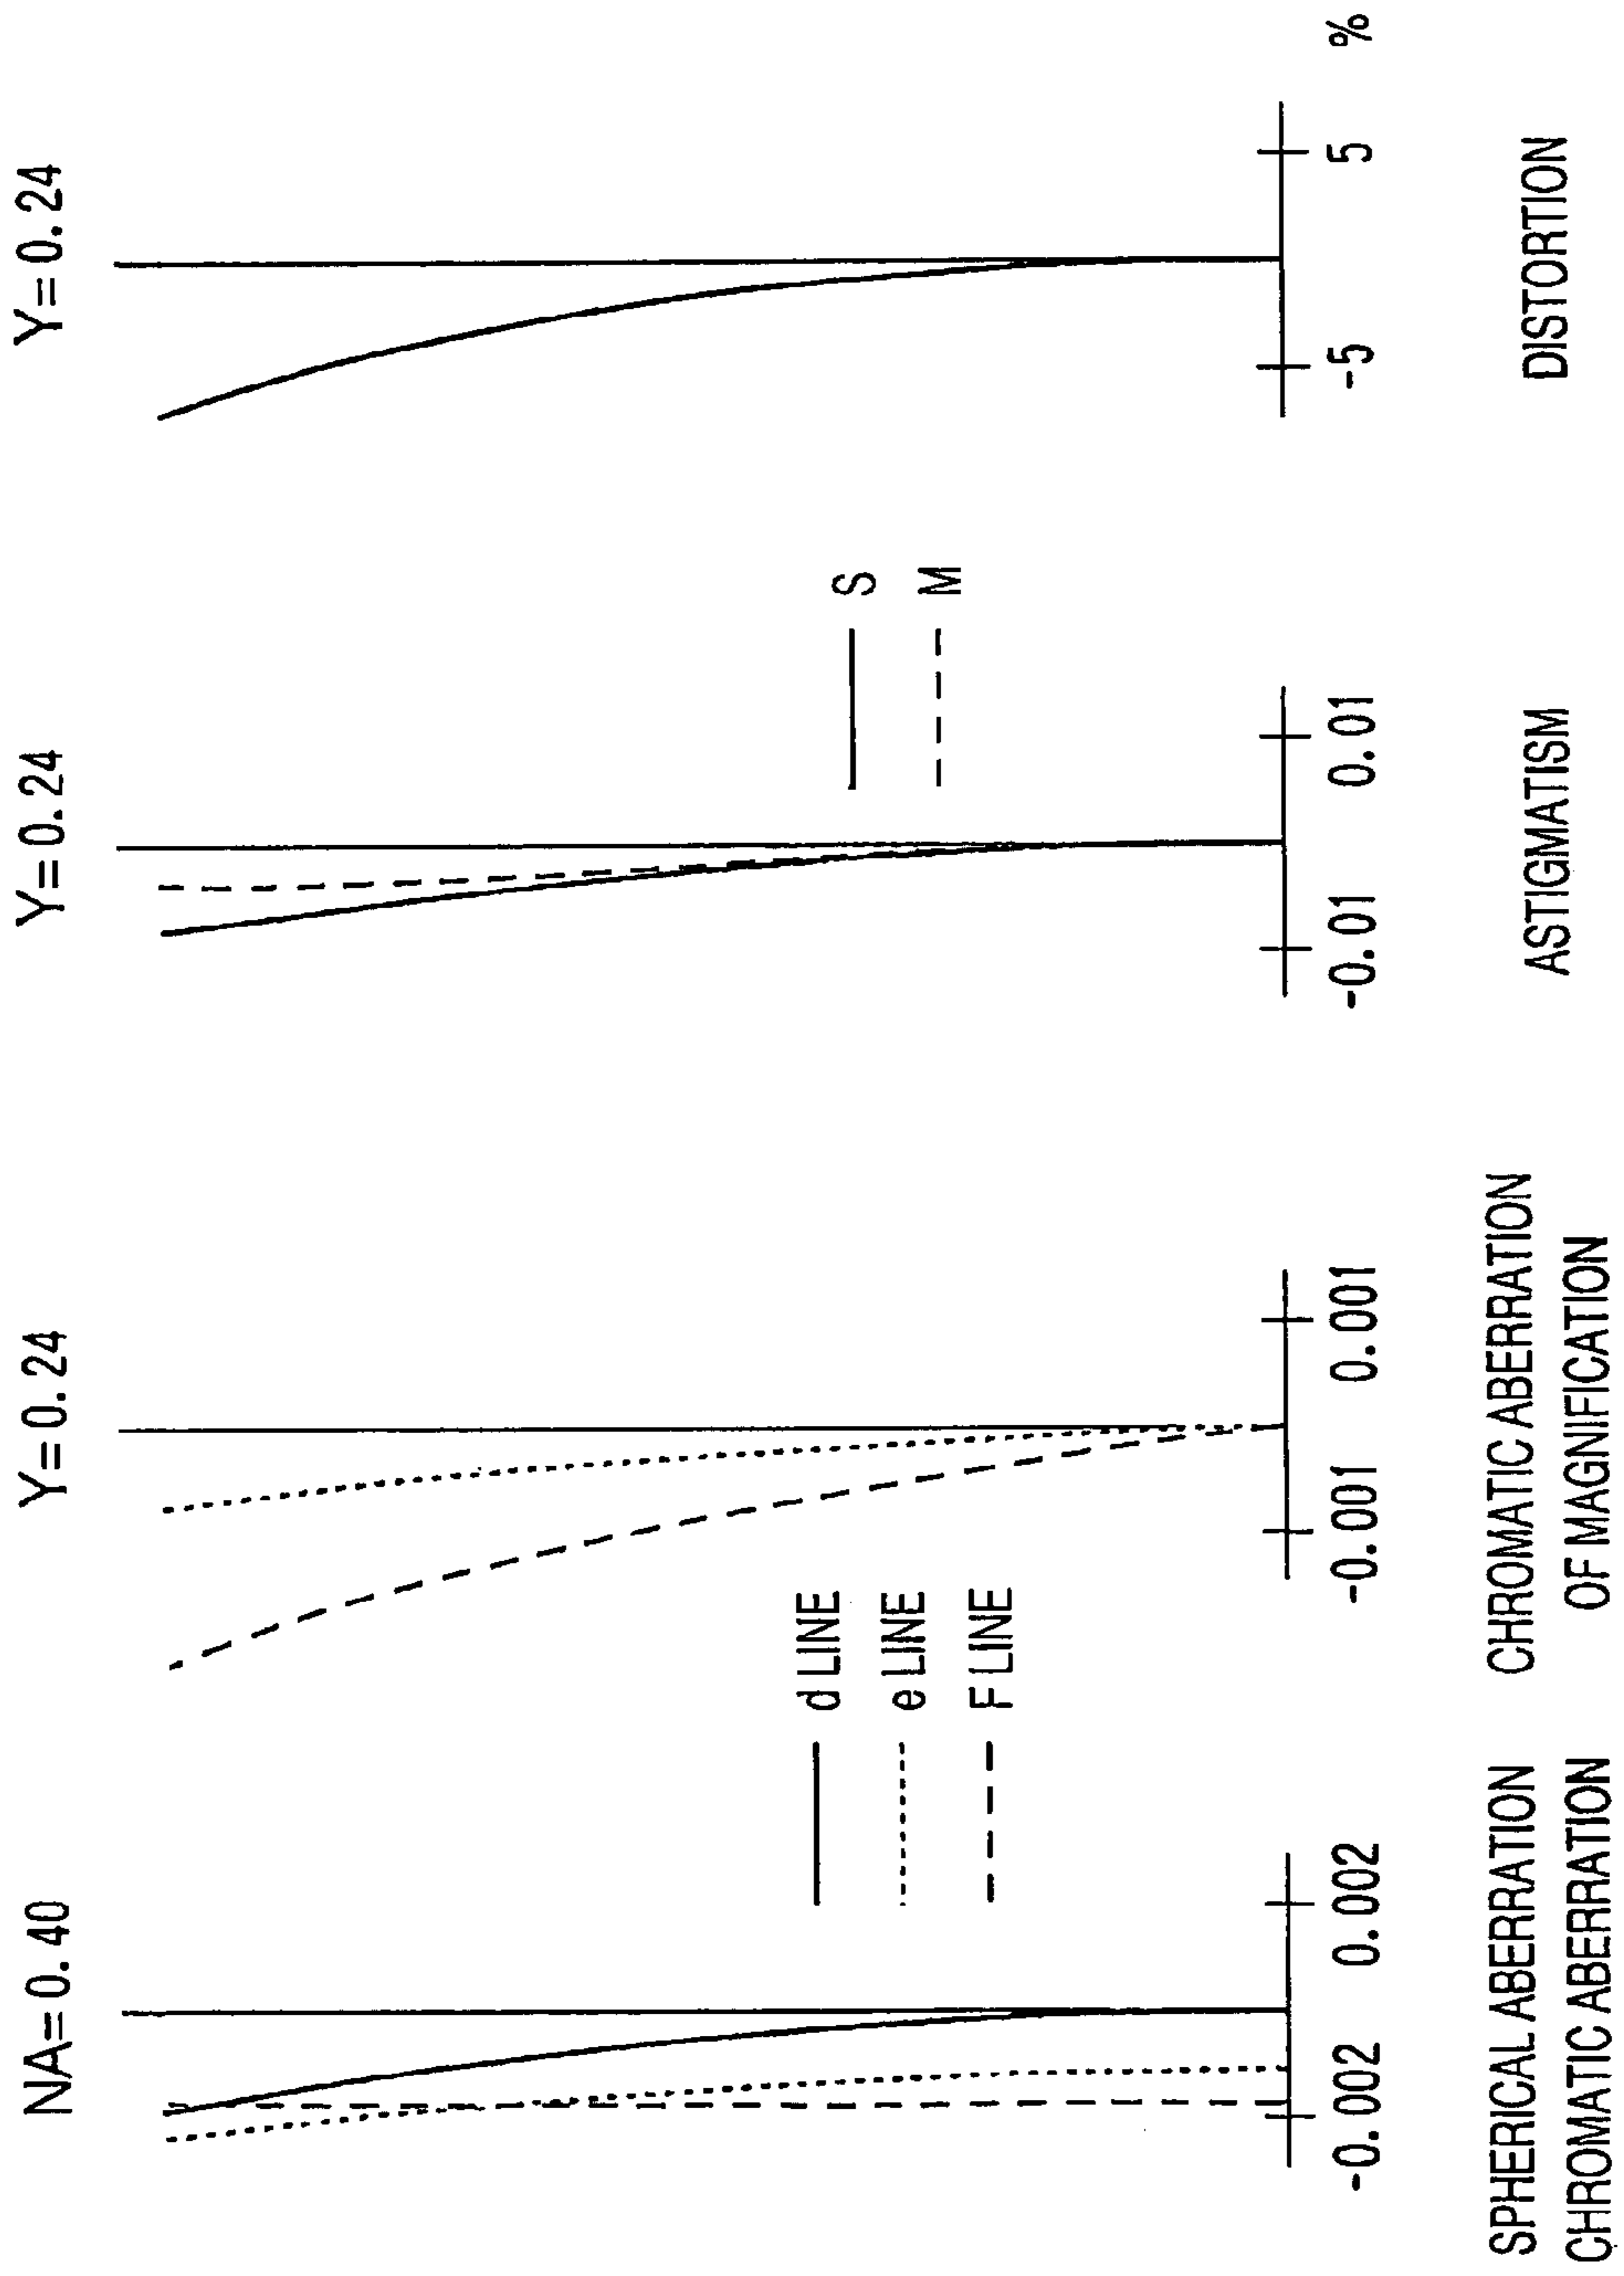 NA=0.40
-0.002
0.002
SPHERICAL ABERRATION
CHROMATIC ABERRATION
d LINE
e LINE
F LINE
Y=0.24
-0.001
0.001
CHROMATIC ABERRATION
OF MAGNIFICATION
Y=0.24
-0.01
0.01
S
M
ASTIGMATISM
Y=0.24
-5
5
%
DISTORTION